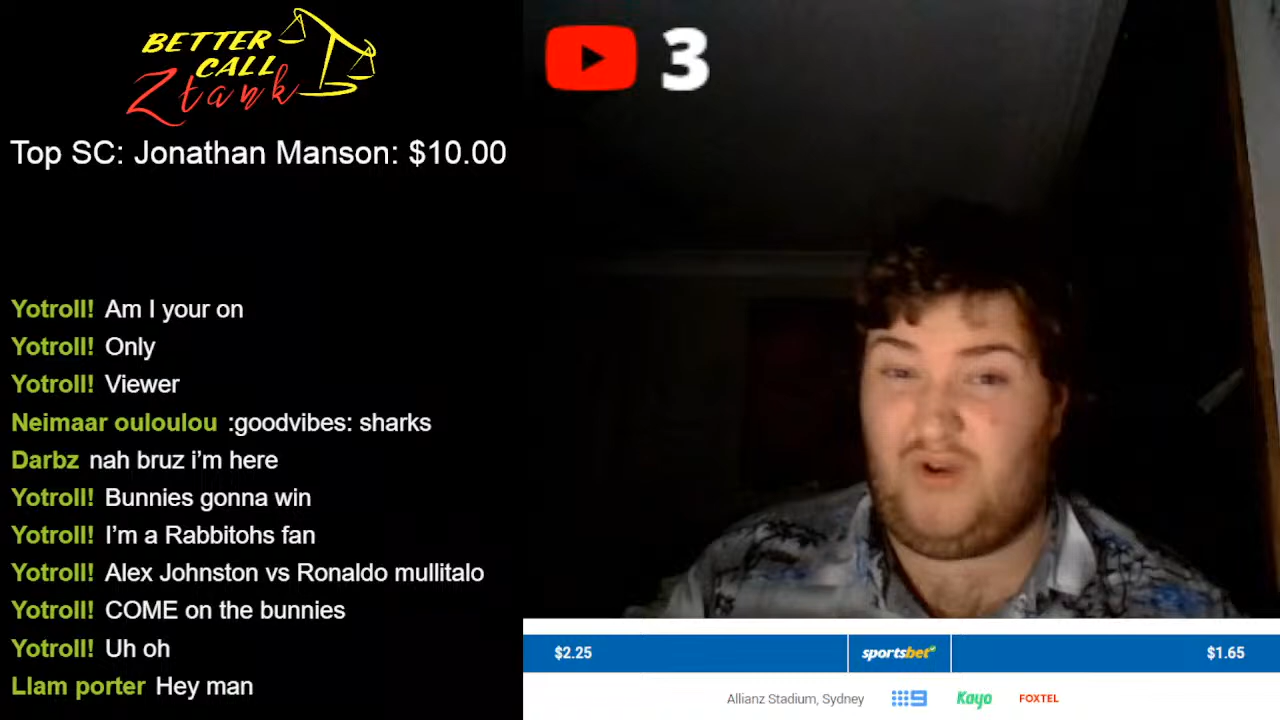 BETTER
CALL
Ztank
3
Top SC: Jonathan Manson: $10.00
Yotroll! Am I your on
Yotroll! Only
Yotroll! Viewer
Neimaar ouloulou :goodvibes: sharks
Darbz nah bruz i’m here
Yotroll! Bunnies gonna win
Yotroll! I’m a Rabbitohs fan
Yotroll! Alex Johnston vs Ronaldo mullitalo
Yotroll! COME on the bunnies
Yotroll! Uh oh
Llam porter Hey man
$2.25 sportsbet $1.65
Allianz Stadium, Sydney 9 Kayo FOXTEL